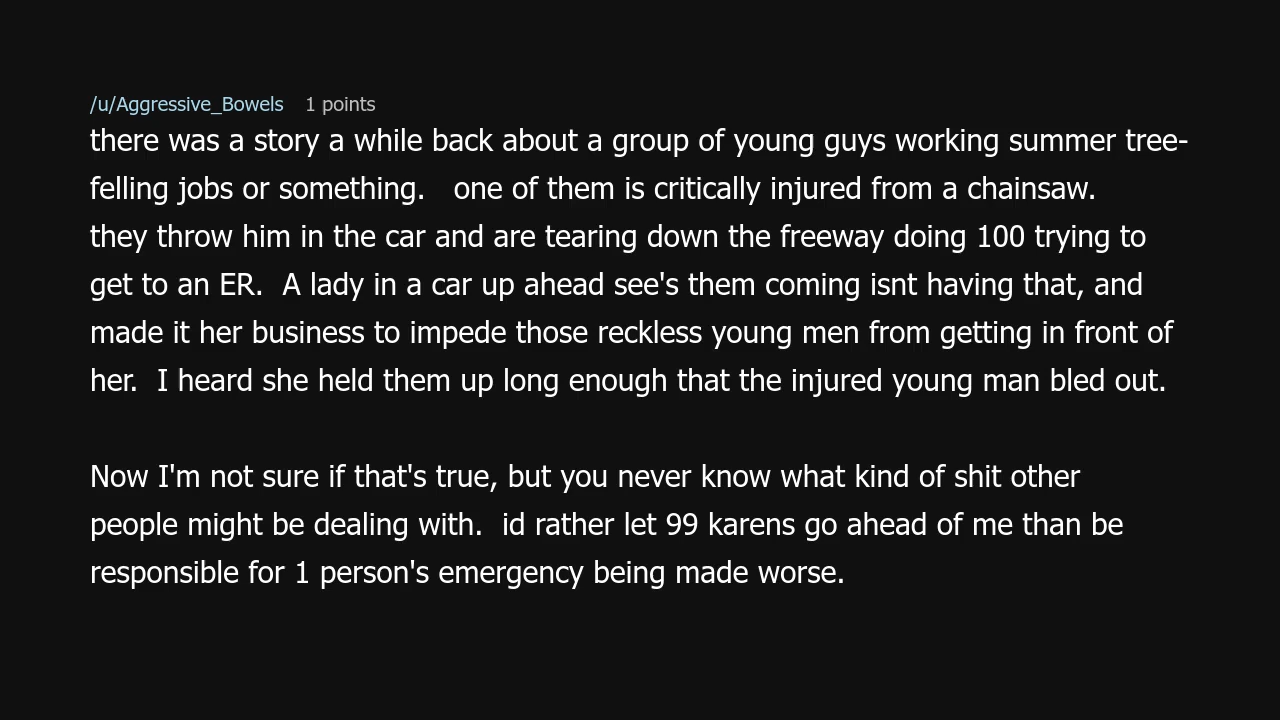 /u/Aggressive_Bowels 1 points
there was a story a while back about a group of young guys working summer tree-
felling jobs or something. one of them is critically injured from a chainsaw.
they throw him in the car and are tearing down the freeway doing 100 trying to
get to an ER. A lady in a car up ahead see's them coming isnt having that, and
made it her business to impede those reckless young men from getting in front of
her. I heard she held them up long enough that the injured young man bled out.
Now I'm not sure if that's true, but you never know what kind of shit other
people might be dealing with. id rather let 99 karens go ahead of me than be
responsible for 1 person's emergency being made worse.